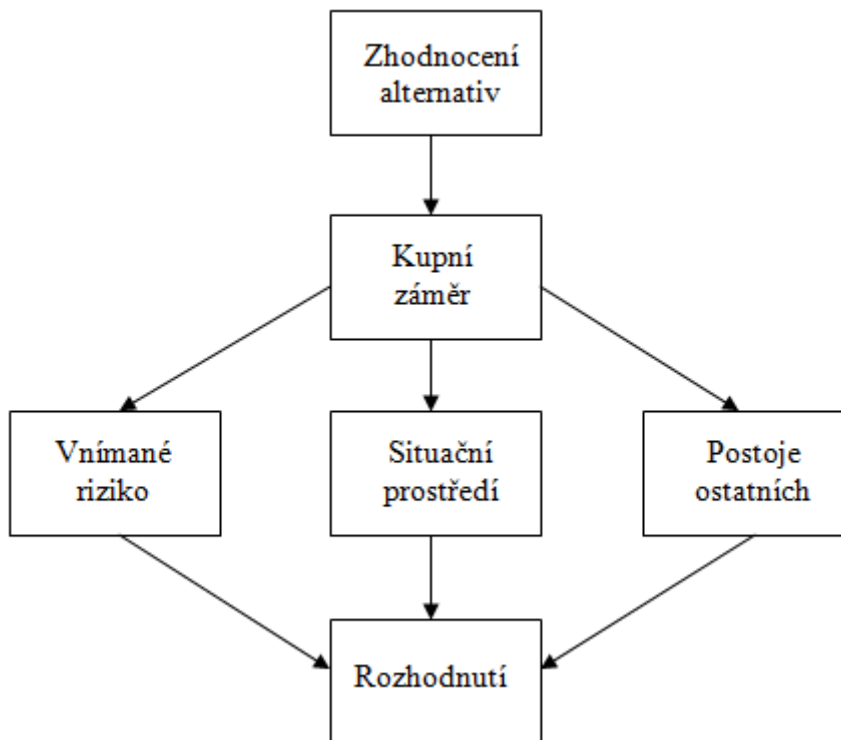 Zhodnocení
alternativ
Kupní
záměr
Vnímané
riziko
Situační
prostředí
Postoje
ostatních
Rozhodnutí